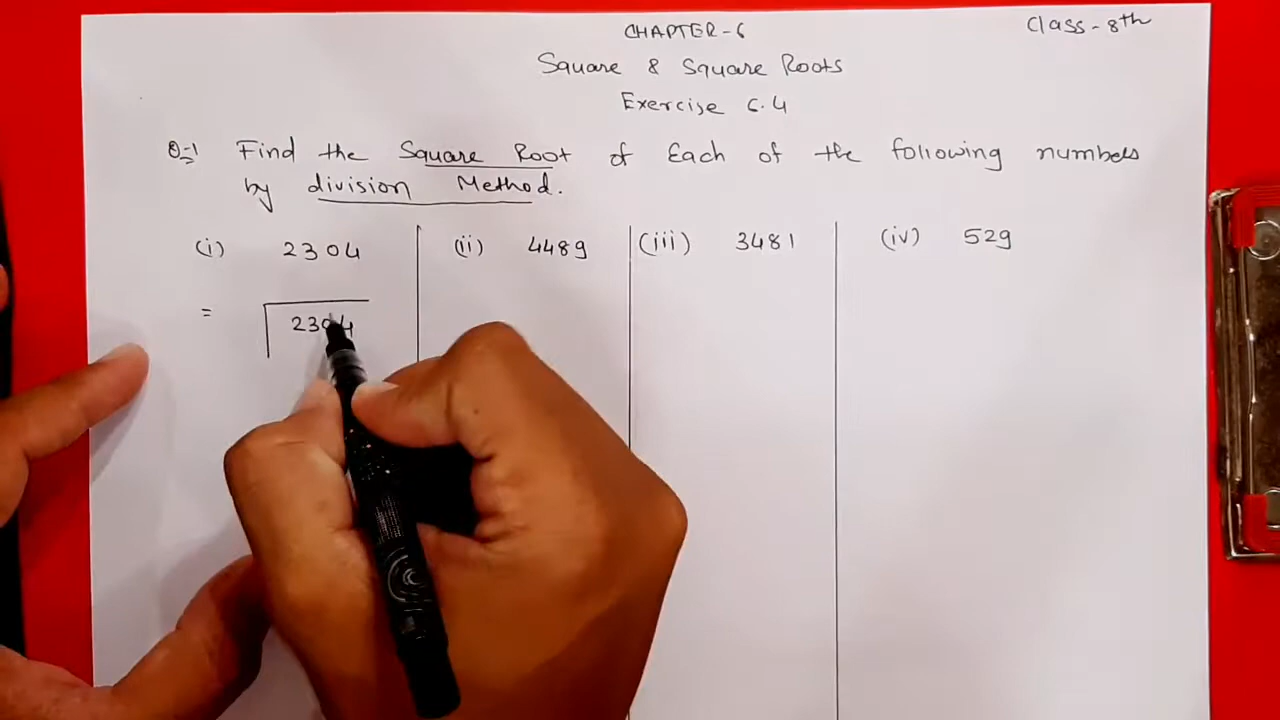 CHAPTER-6
Class-8th
Square & Square Roots
Exercise 6.4
Q-1 Find the Square Root of Each of the following numbers
by division Method.
(i) 2304 (ii) 4489 (iii) 3481 (iv) 529
= 2304